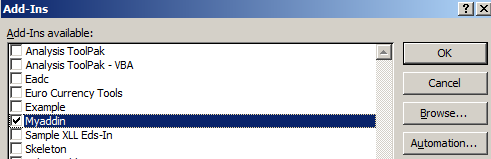 Add-Ins
Add-Ins available:
Analysis ToolPak
Analysis ToolPak - VBA
Eadc
Euro Currency Tools
Example
Myaddin
Sample XLL Eds-In
Skeleton
OK
Cancel
Browse...
Automation...